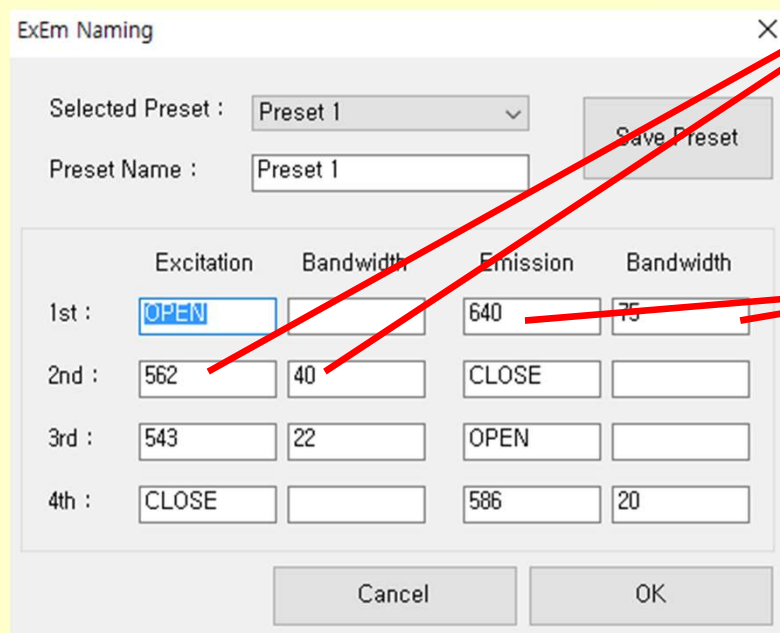 ExEm Naming
Selected Preset : Preset 1
Save Preset
Preset Name : Preset 1
Excitation Bandwidth Emission Bandwidth
1st : OPEN 640 75
2nd : 562 40 CLOSE
3rd : 543 22 OPEN
4th : CLOSE 586 20
Cancel OK